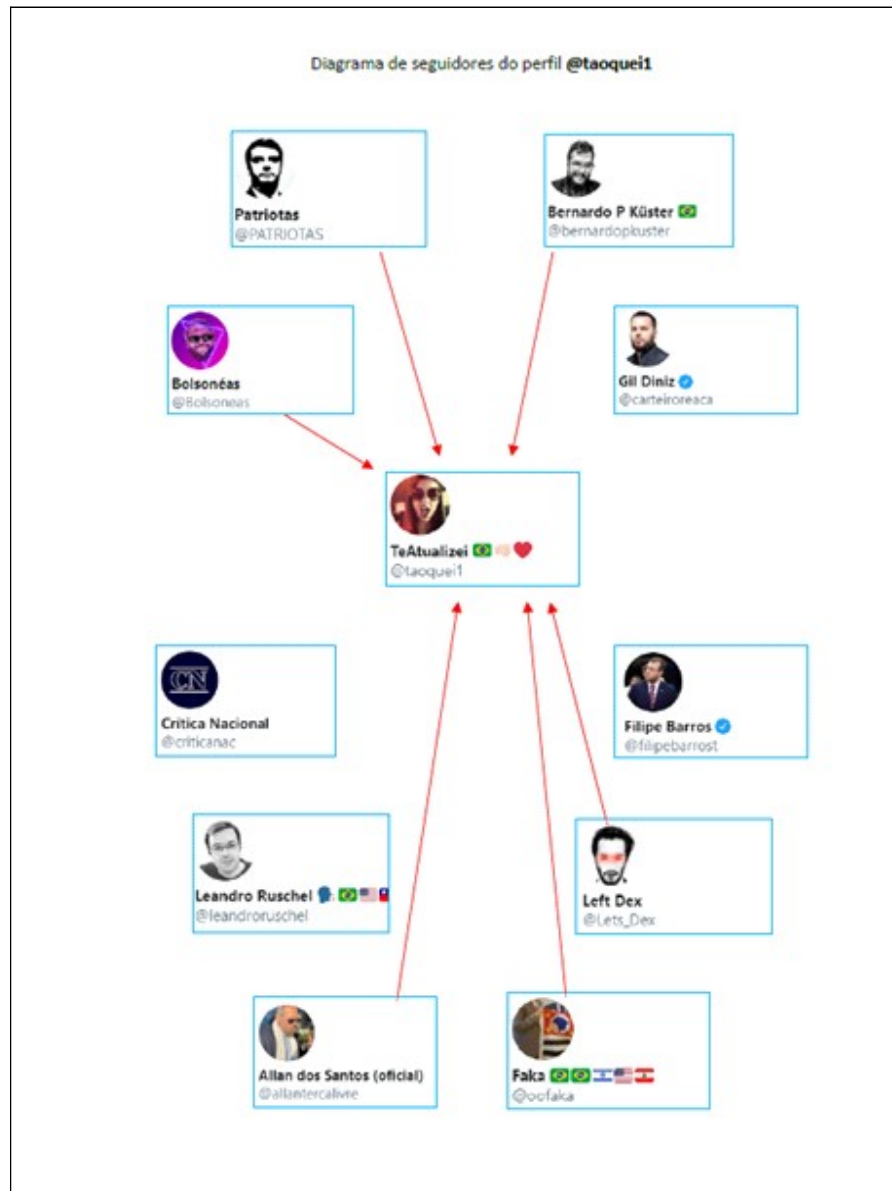 Diagrama de seguidores do perfil @taoquei1
Patriotas
@PATRIOTAS
Bernardo P Küster
@bernardopkuster
Bolsonéas
@Bolsoneas
Gil Diniz
@carteiroreaca
TeAtualizei
@taoquei1
CN
Crítica Nacional
@criticanac
Filipe Barros
@filipebarrost
Leandro Ruschel
@leandroruschel
Left Dex
@Lets_Dex
Allan dos Santos (oficial)
@allantercalivre
Faka
@oofaka